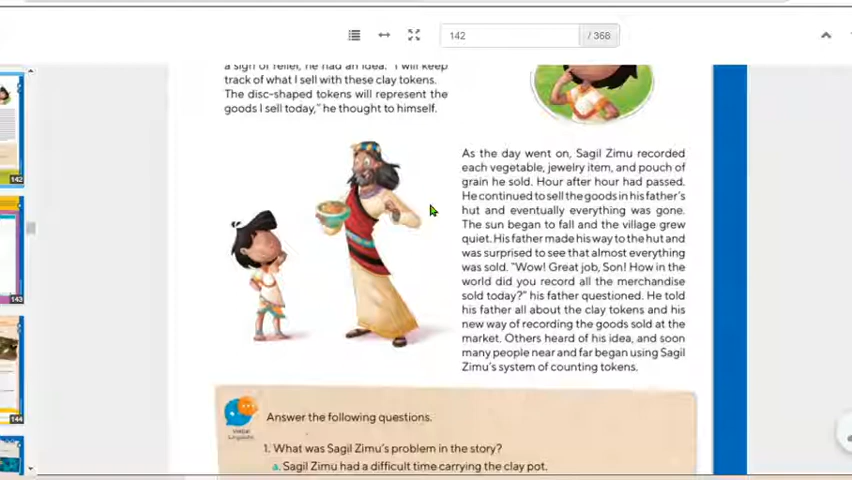 142
/ 368
a sign of relief, he had an idea. "I will keep
track of what I sell with these clay tokens.
The disc-shaped tokens will represent the
goods I sell today," he thought to himself.
As the day went on, Sagil Zimu recorded
each vegetable, jewelry item, and pouch of
grain he sold. Hour after hour had passed.
He continued to sell the goods in his father's
hut and eventually everything was gone.
The sun began to fall and the village grew
quiet. His father made his way to the hut and
was surprised to see that almost everything
was sold. "Wow! Great job, Son! How in the
world did you record all the merchandise
sold today?" his father questioned. He told
his father all about the clay tokens and his
new way of recording the goods sold at the
market. Others heard of his idea, and soon
many people near and far began using Sagil
Zimu's system of counting tokens.
Verbal
Linguistic
Answer the following questions.
1. What was Sagil Zimu's problem in the story?
a. Sagil Zimu had a difficult time carrying the clay pot.
142
143
144